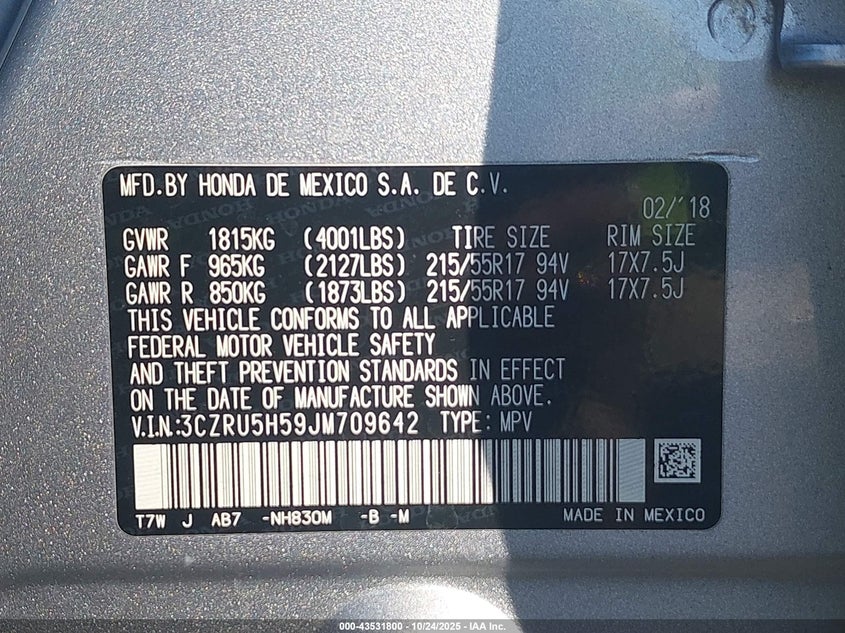 MFD.BY HONDA DE MEXICO S.A. DE C.V.
02/'18
GVWR 1815KG (4001LBS) TIRE SIZE RIM SIZE
GAWR F 965KG (2127LBS) 215/55R17 94V 17X7.5J
GAWR R 850KG (1873LBS) 215/55R17 94V 17X7.5J
THIS VEHICLE CONFORMS TO ALL APPLICABLE
FEDERAL MOTOR VEHICLE SAFETY
AND THEFT PREVENTION STANDARDS IN EFFECT
ON THE DATE OF MANUFACTURE SHOWN ABOVE.
V.I.N.:3CZRU5H59JM709642 TYPE: MPV
T7W J AB7 -NH830M -B -M MADE IN MEXICO
000-43531800 - 10/24/2025 - IAA Inc.